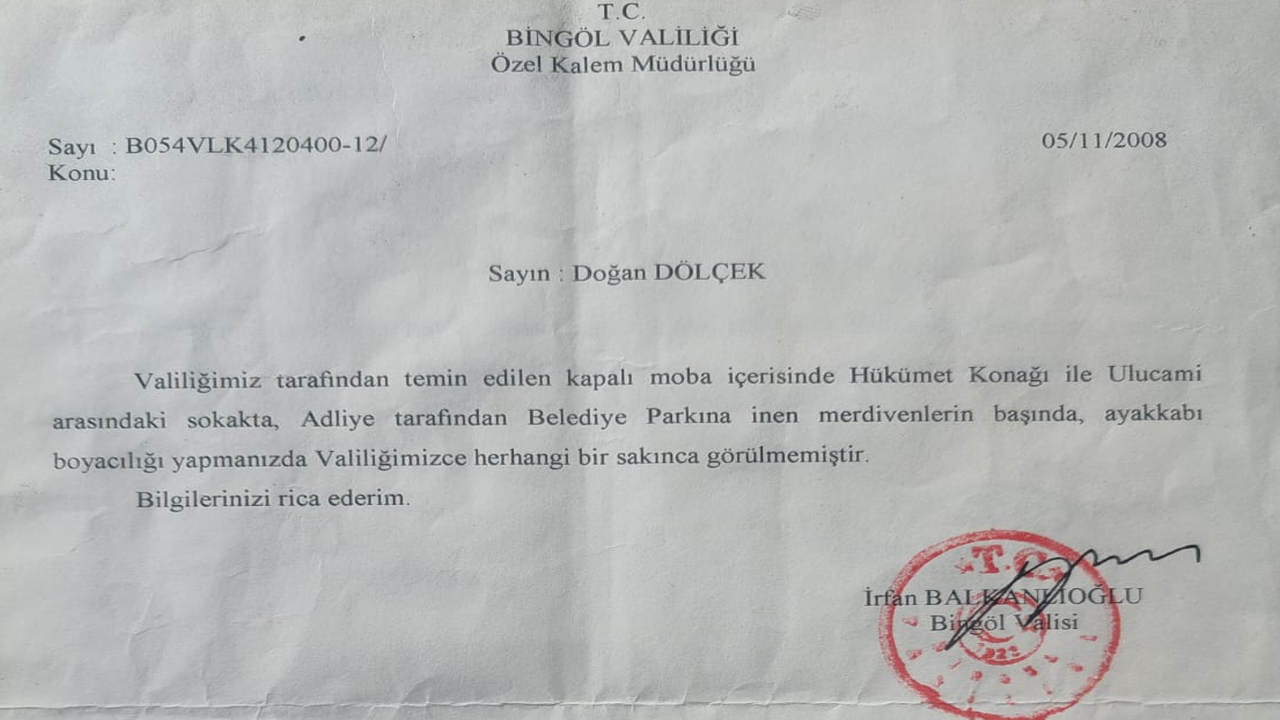 T.C.
BİNGÖL VALİLİĞİ
Özel Kalem Müdürlüğü
Sayı : B054VLK4120400-12/ 05/11/2008
Konu:
Sayın : Doğan DÖLÇEK
Valiliğimiz tarafından temin edilen kapalı moba içerisinde Hükümet Konağı ile Ulucami
arasındaki sokakta, Adliye tarafından Belediye Parkına inen merdivenlerin başında, ayakkabı
boyacılığı yapmanızda Valiliğimizce herhangi bir sakınca görülmemiştir.
Bilgilerinizi rica ederim.
T.C.
İrfan BALKANLIOĞLU
Bingöl Valisi